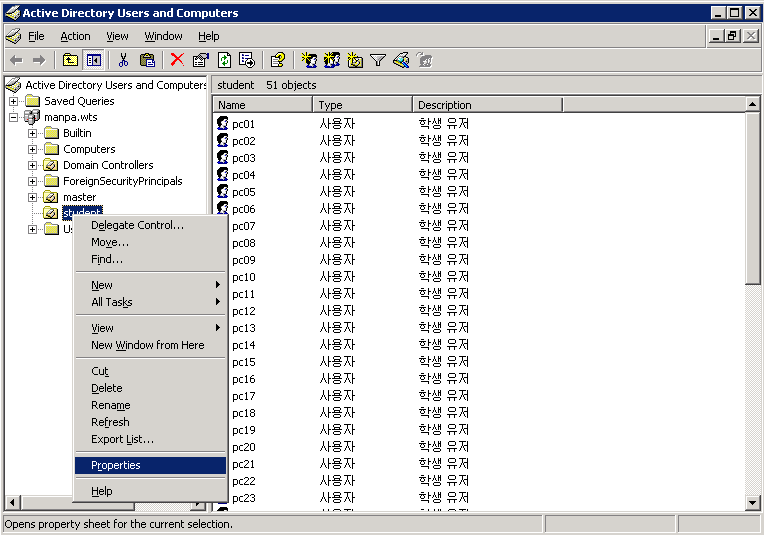 Active Directory Users and Computers
File Action View Window Help
Active Directory Users and Computers
Saved Queries
manpa.wts
Builtin
Computers
Domain Controllers
ForeignSecurityPrincipals
master
student
Us
Delegate Control...
Move...
Find...
New
All Tasks
View
New Window from Here
Cut
Delete
Rename
Refresh
Export List...
Properties
Help
student 51 objects
Name Type Description
pc01 사용자 학생 유저
pc02 사용자 학생 유저
pc03 사용자 학생 유저
pc04 사용자 학생 유저
pc05 사용자 학생 유저
pc06 사용자 학생 유저
pc07 사용자 학생 유저
pc08 사용자 학생 유저
pc09 사용자 학생 유저
pc10 사용자 학생 유저
pc11 사용자 학생 유저
pc12 사용자 학생 유저
pc13 사용자 학생 유저
pc14 사용자 학생 유저
pc15 사용자 학생 유저
pc16 사용자 학생 유저
pc17 사용자 학생 유저
pc18 사용자 학생 유저
pc19 사용자 학생 유저
pc20 사용자 학생 유저
pc21 사용자 학생 유저
pc22 사용자 학생 유저
pc23 사용자 학생 유저
Opens property sheet for the current selection.